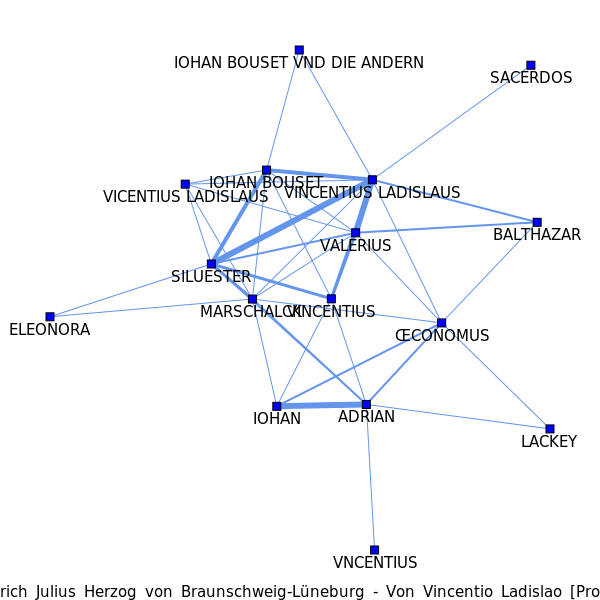 IOHAN BOUSET VND DIE ANDERN
SACERDOS
IOHAN BOUSET
VINCENTIUS LADISLAUS
VICENTIUS LADISLAUS
BALTHAZAR
VALERIUS
SILUESTER
MARSCHALCK
VINCENTIUS
ELEONORA
ŒCONOMUS
IOHAN
ADRIAN
LACKEY
VNCENTIUS
rich Julius Herzog von Braunschweig-Lüneburg - Von Vincentio Ladislao [Pro